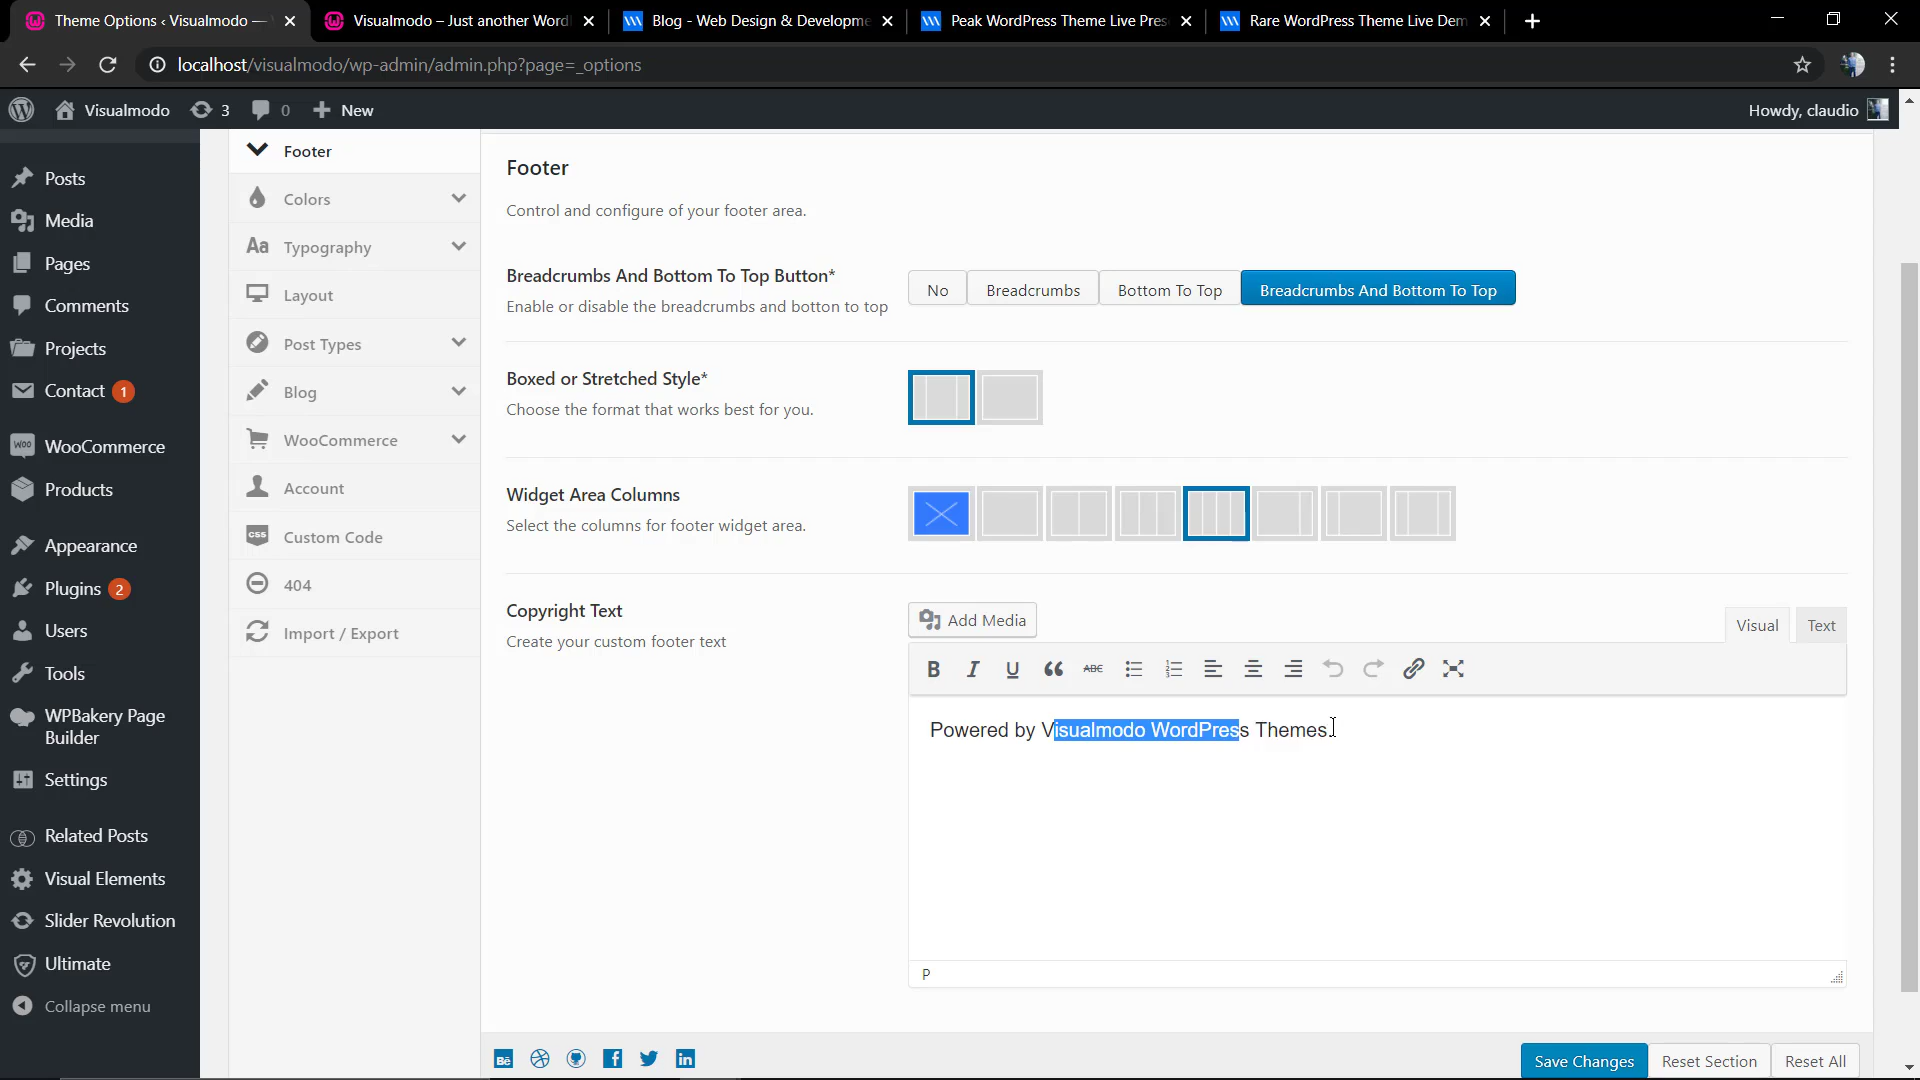 Theme Options ‹ Visualmodo —
Visualmodo – Just another Word
Blog - Web Design & Developme
Peak WordPress Theme Live Pres
Rare WordPress Theme Live Dem
localhost/visualmodo/wp-admin/admin.php?page=_options
Visualmodo
3
0
New
Howdy, claudio
Posts
Media
Pages
Comments
Projects
Contact 1
WooCommerce
Products
Appearance
Plugins 2
Users
Tools
WPBakery Page
Builder
Settings
Related Posts
Visual Elements
Slider Revolution
Ultimate
Collapse menu
Footer
Colors
Aa Typography
Layout
Post Types
Blog
WooCommerce
Account
CSS Custom Code
404
Import / Export
Footer
Control and configure of your footer area.
Breadcrumbs And Bottom To Top Button*
Enable or disable the breadcrumbs and botton to top
No
Breadcrumbs
Bottom To Top
Breadcrumbs And Bottom To Top
Boxed or Stretched Style*
Choose the format that works best for you.
Widget Area Columns
Select the columns for footer widget area.
Copyright Text
Create your custom footer text
Add Media
Visual
Text
B I U ABC
Powered by Visualmodo WordPress Themes.
P
Bē
Save Changes
Reset Section
Reset All